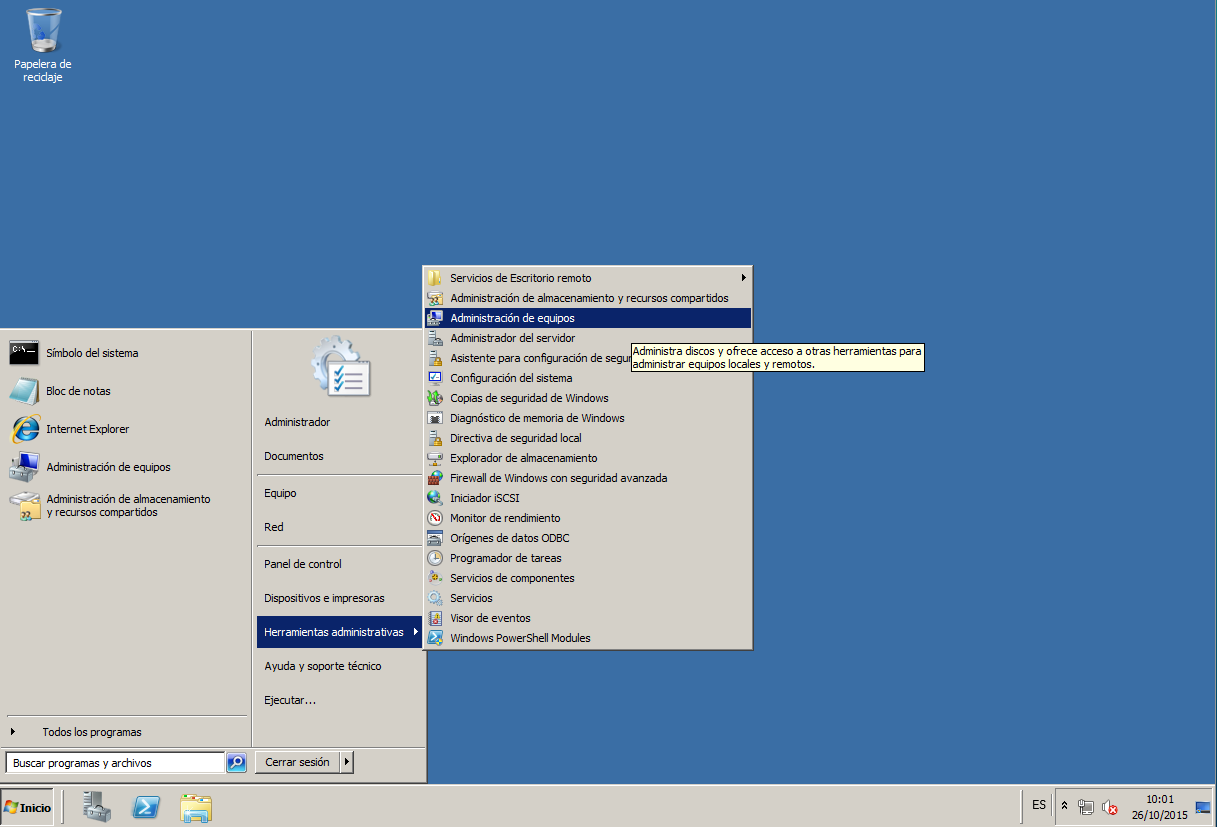 Papelera de
reciclaje
Servicios de Escritorio remoto
Administración de almacenamiento y recursos compartidos
Administración de equipos
Administrador del servidor
Asistente para configuración de segur
Administra discos y ofrece acceso a otras herramientas para
administrar equipos locales y remotos.
Configuración del sistema
Copias de seguridad de Windows
Diagnóstico de memoria de Windows
Directiva de seguridad local
Explorador de almacenamiento
Firewall de Windows con seguridad avanzada
Iniciador iSCSI
Monitor de rendimiento
Orígenes de datos ODBC
Programador de tareas
Servicios de componentes
Servicios
Visor de eventos
Windows PowerShell Modules
C:\
Símbolo del sistema
Bloc de notas
Internet Explorer
Administración de equipos
Administración de almacenamiento
y recursos compartidos
Todos los programas
Buscar programas y archivos
Administrador
Documentos
Equipo
Red
Panel de control
Dispositivos e impresoras
Herramientas administrativas
Ayuda y soporte técnico
Ejecutar...
Cerrar sesión
Inicio
ES
10:01
26/10/2015